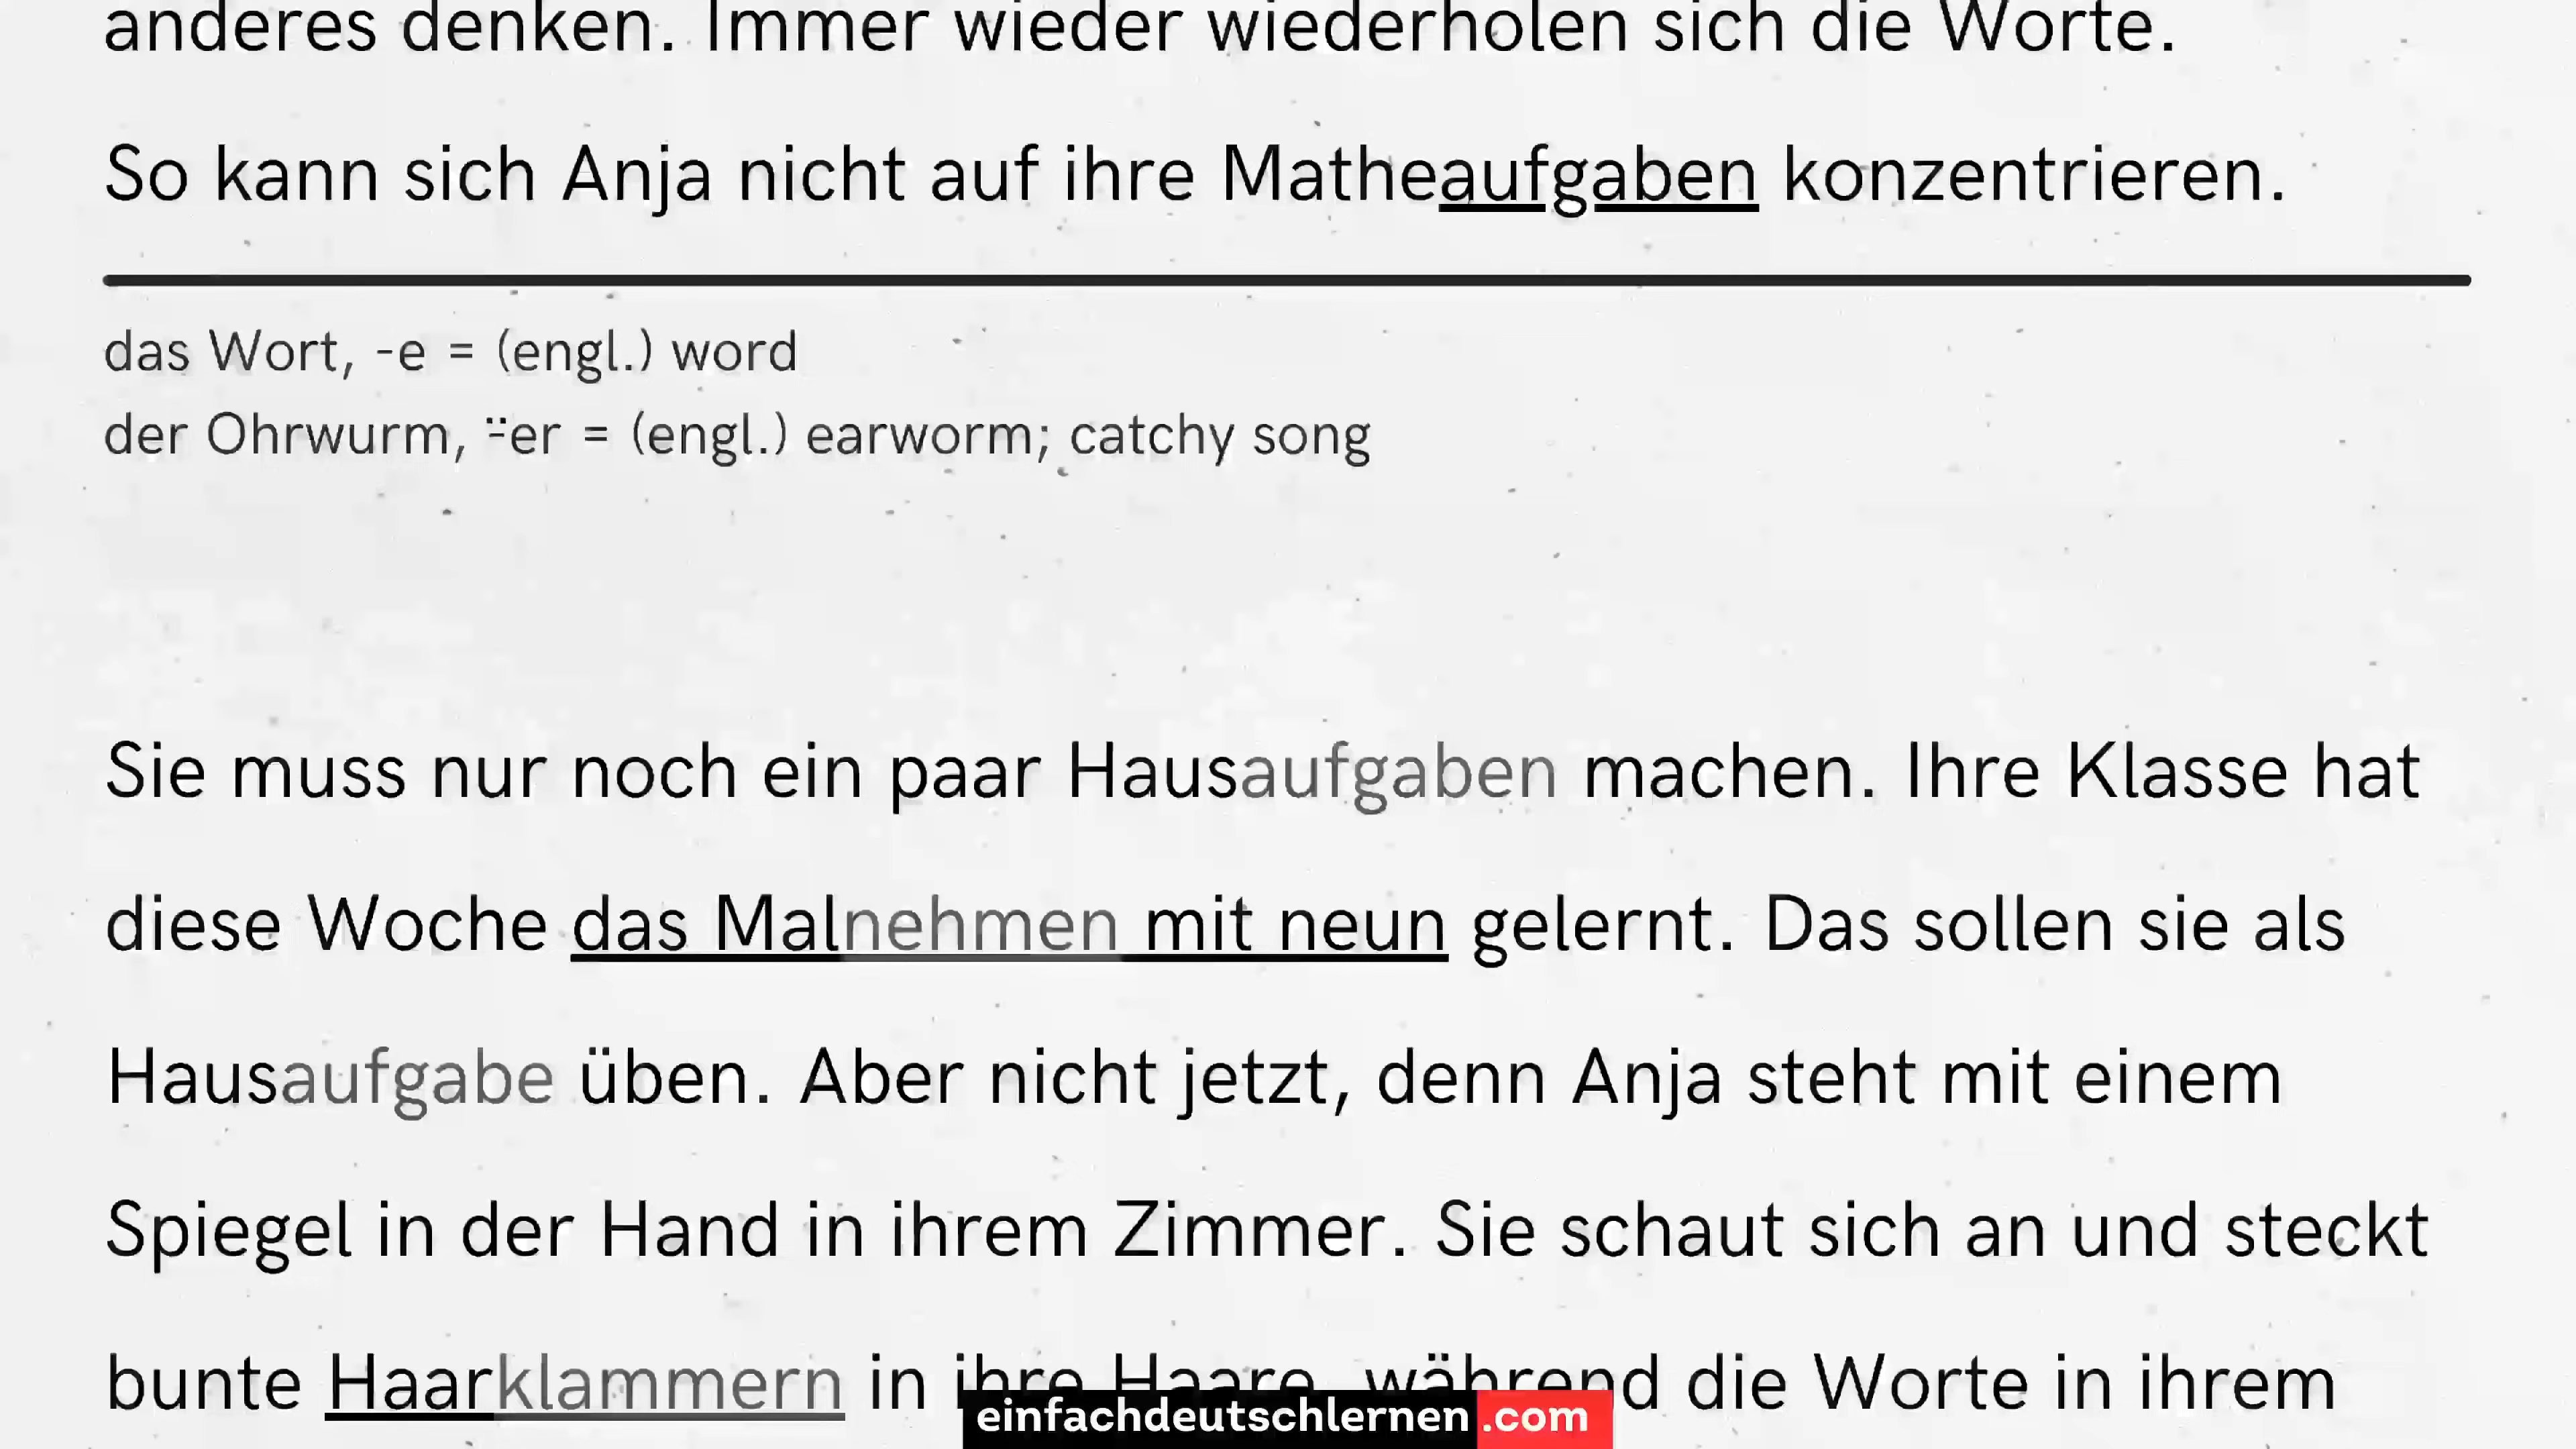 anderes denken. Immer wieder wiederholen sich die Worte.
So kann sich Anja nicht auf ihre Matheaufgaben konzentrieren.
das Wort, -e = (engl.) word
der Ohrwurm, ¨-er = (engl.) earworm; catchy song
Sie muss nur noch ein paar Hausaufgaben machen. Ihre Klasse hat
diese Woche das Malnehmen mit neun gelernt. Das sollen sie als
Hausaufgabe üben. Aber nicht jetzt, denn Anja steht mit einem
Spiegel in der Hand in ihrem Zimmer. Sie schaut sich an und steckt
bunte Haarklammern in ihre Haare, während die Worte in ihrem
einfachdeutschlernen.com